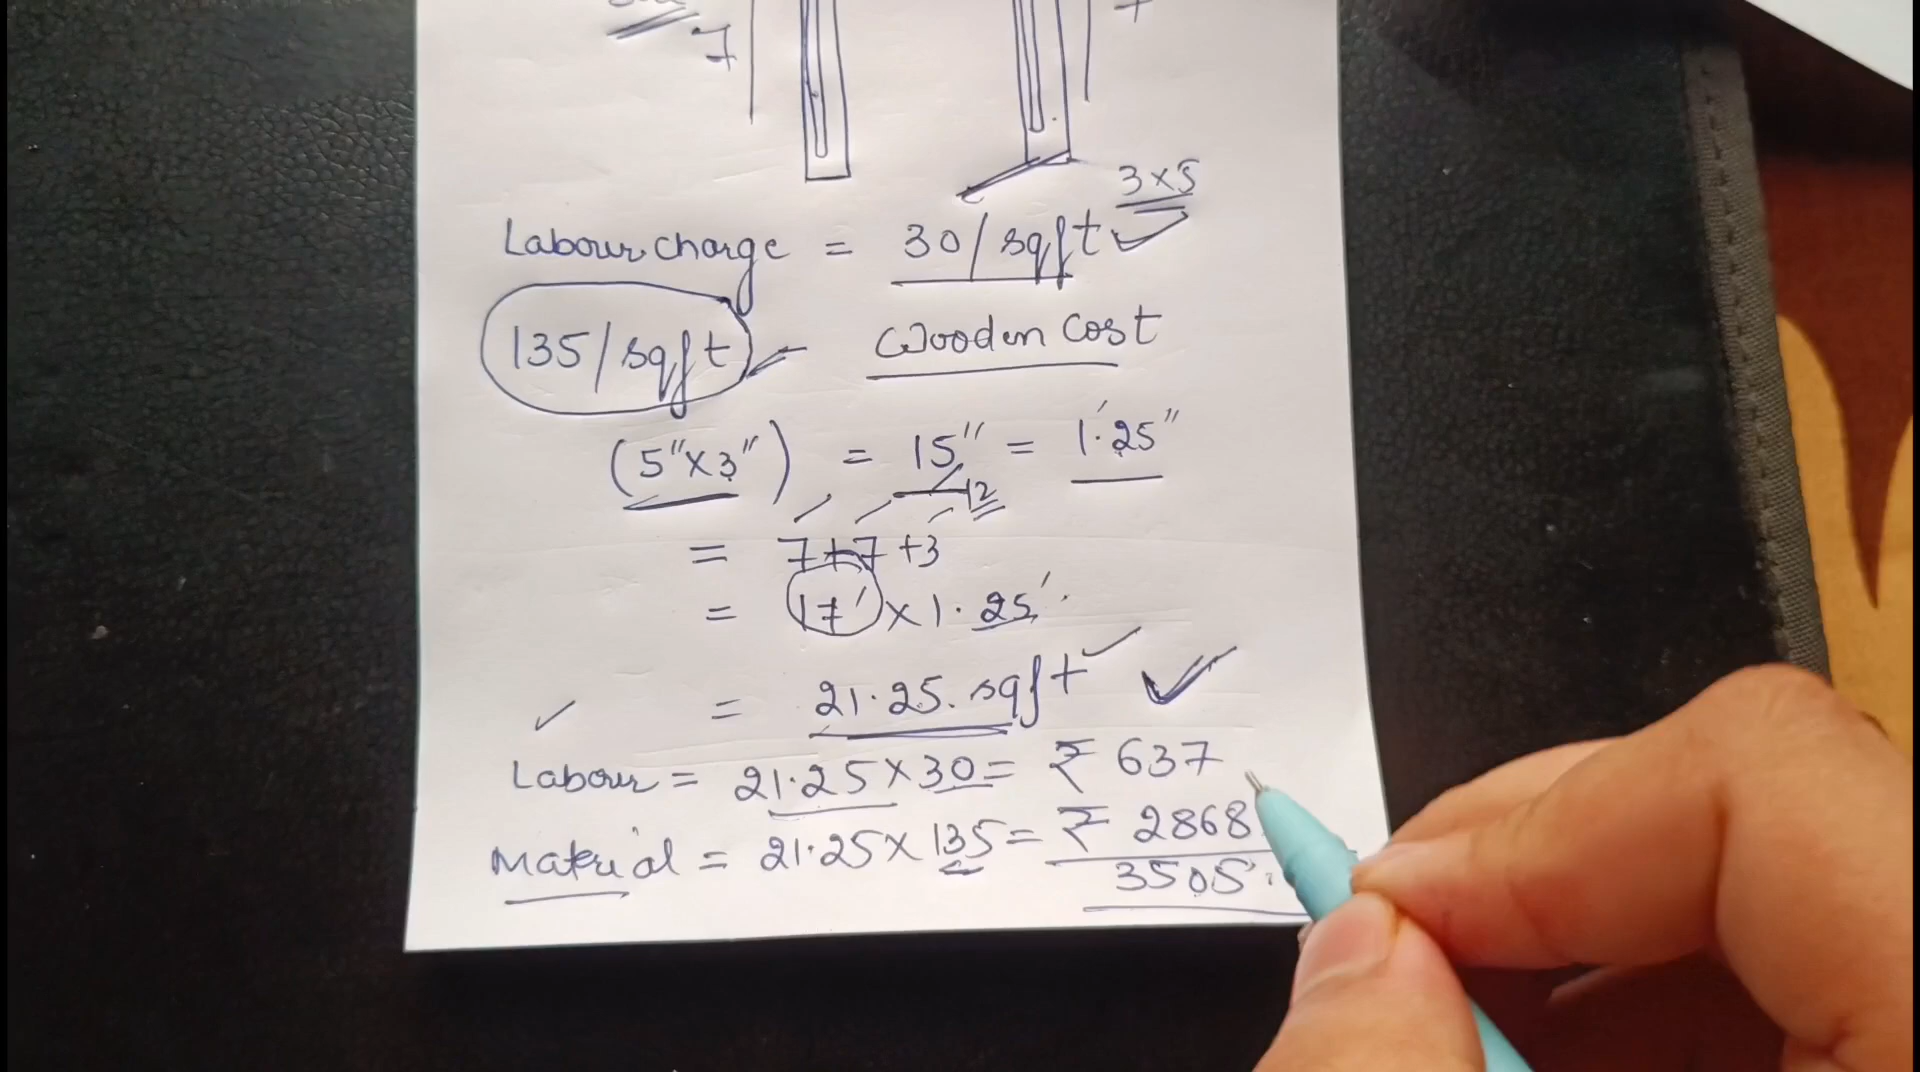 7
3×5
Labour charge = 30/sqft
135/sqft Wooden Cost
(5"×3") = 15" = 1'.25"
12
= 7+7+3
= 17' × 1.25'
= 21.25. sqft
Labour = 21.25×30= ₹ 637
Material = 21.25×135= ₹ 2868
3505